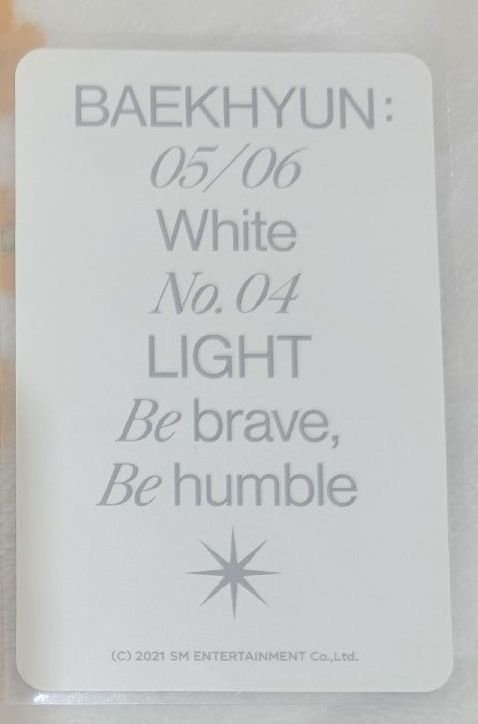 BAEKHYUN:
05/06
White
No. 04
LIGHT
Be brave,
Be humble
(C) 2021 SM ENTERTAINMENT Co.,Ltd.